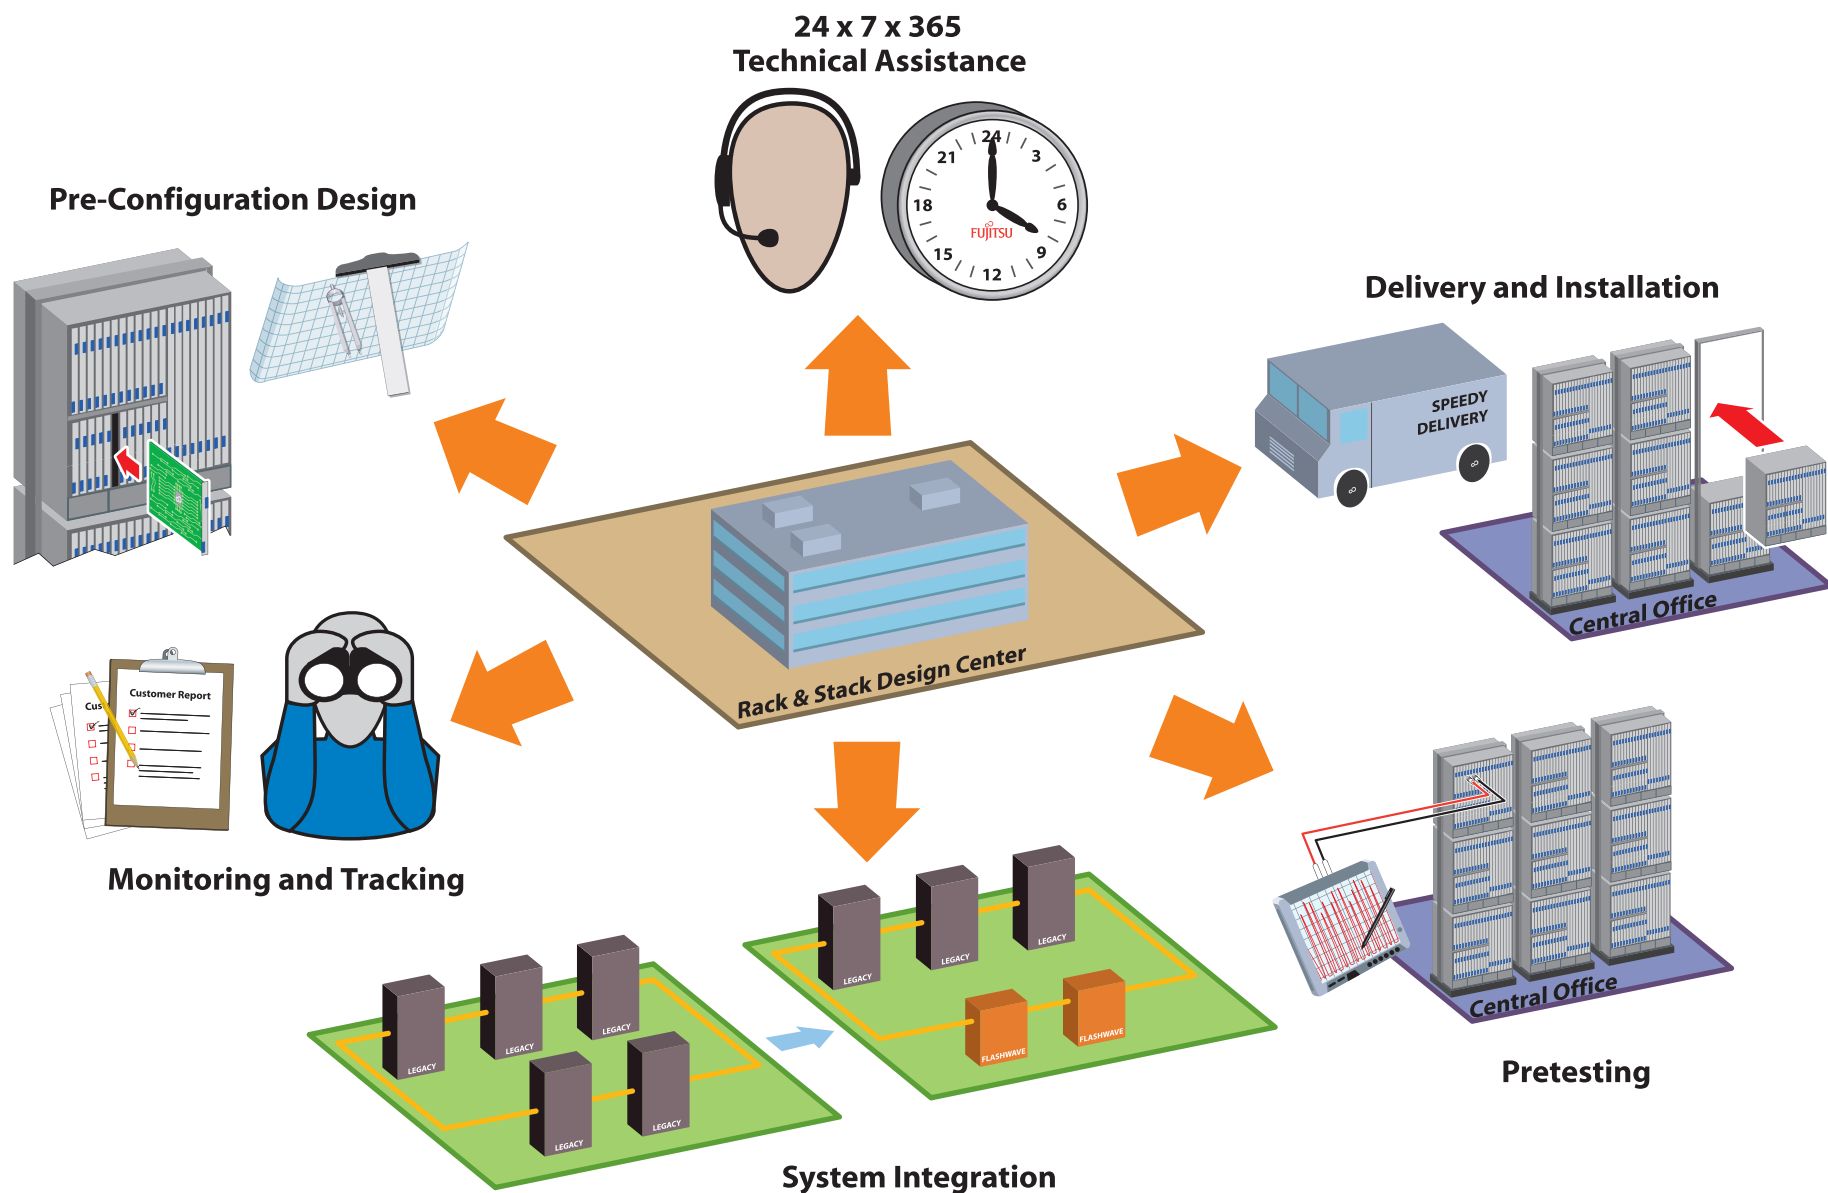 24 x 7 x 365
Technical Assistance
24
3
6
9
12
15
18
21
FUJITSU
Pre-Configuration Design
Delivery and Installation
SPEEDY
DELIVERY
Central Office
Rack & Stack Design Center
Customer Report
Cus
Monitoring and Tracking
LEGACY
LEGACY
LEGACY
FLASHWAVE
FLASHWAVE
LEGACY
LEGACY
LEGACY
LEGACY
LEGACY
System Integration
Central Office
Pretesting